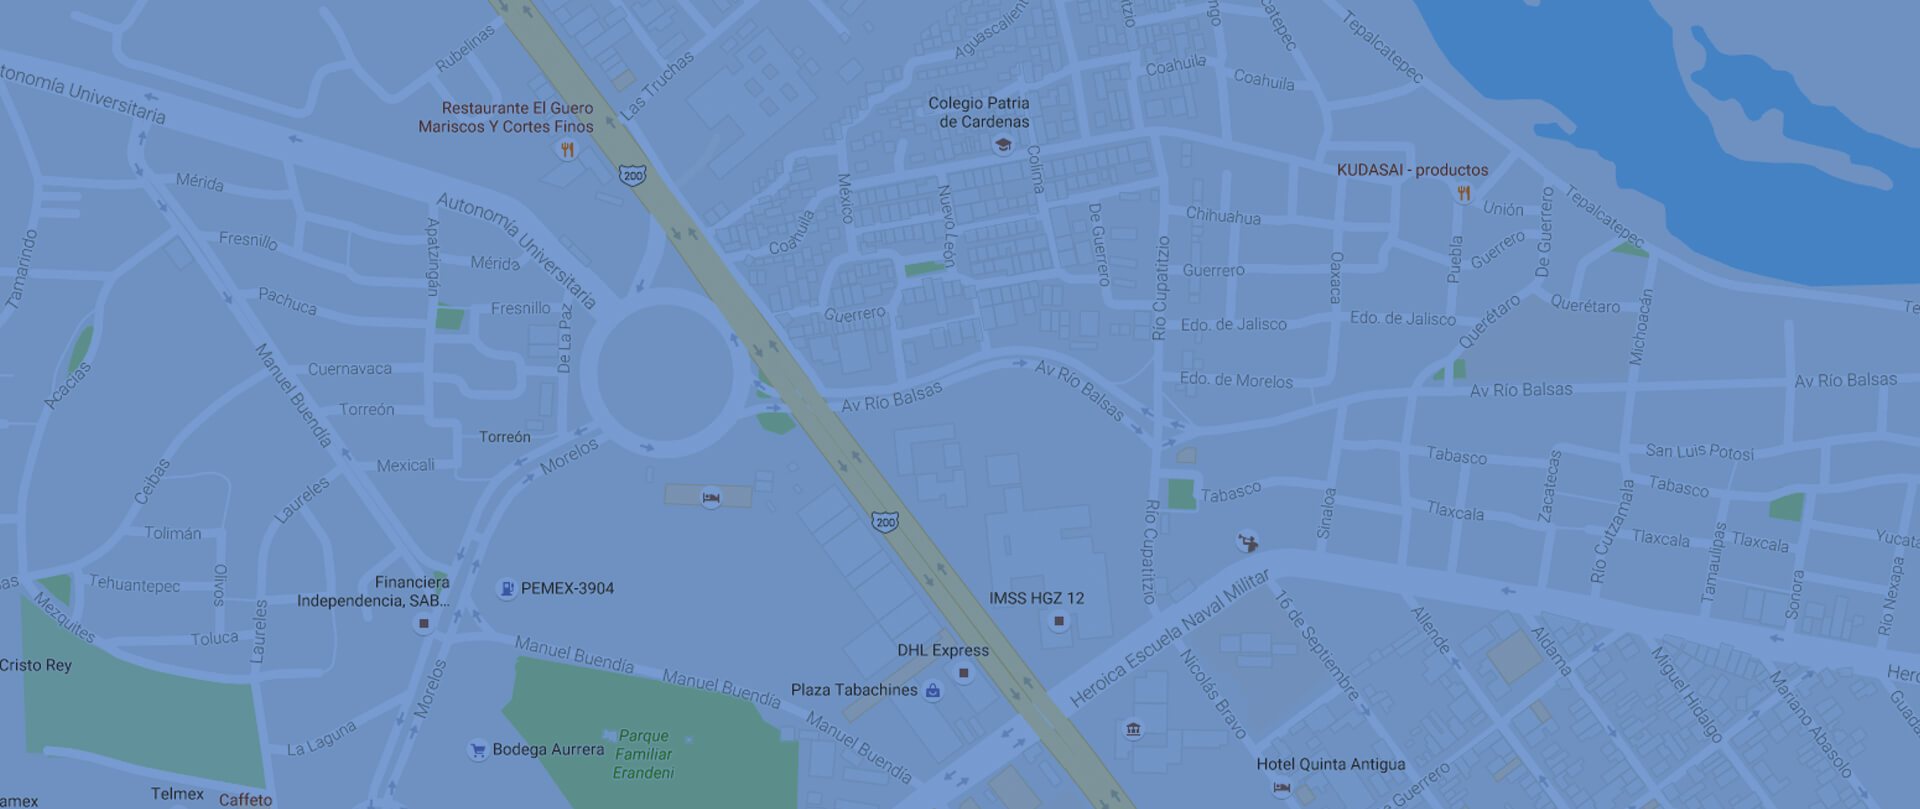 Rubelinas
Las Truchas
Aguascalient
Coahuila
Coahuila
Tepalcatepec
Autonomía Universitaria
Restaurante El Guero
Mariscos Y Cortes Finos
Colegio Patria
de Cardenas
Colima
200
KUDASAI - productos
Mérida
México
Nuevo León
De Guerrero
Chihuahua
Unión
De Guerrero
Tepalcatepec
Autonomía Universitaria
Apatzingán
Fresnillo
Mérida
Coahuila
Río Cupatitzio
Guerrero
Oaxaca
Puebla
Guerrero
Tamarindo
Pachuca
Fresnillo
De La Paz
Guerrero
Edo. de Jalisco
Edo. de Jalisco
Querétaro
Querétaro
Michoacán
Acacias
Manuel Buendía
Cuernavaca
Torreón
Av Río Balsas
Av Río Balsas
Edo. de Morelos
Av Río Balsas
Av Río Balsas
Torreón
Morelos
Mexicali
Ceibas
Laureles
Tabasco
San Luis Potosí
Tabasco
Zacatecas
Río Cutzamala
Tabasco
Sinaloa
Tlaxcala
Tlaxcala
Tlaxcala
Tamaulipas
Yucata
200
Tolimán
Olivos
Río Cupatitzio
Tehuantepec
Mezquites
Financiera
Independencia, SAB...
PEMEX-3904
IMSS HGZ 12
Heroica Escuela Naval Militar
16 de Septiembre
Allende
Aldama
Sonora
Río Nexapa
Toluca
Laureles
Cristo Rey
Manuel Buendía
Manuel Buendía
Manuel Buendía
DHL Express
Plaza Tabachines
Nicolás Bravo
Miguel Hidalgo
Mariano Abasolo
Morelos
La Laguna
Bodega Aurrera
Parque
Familiar
Erandeni
Hotel Quinta Antigua
Guerrero
Telmex
Caffeto